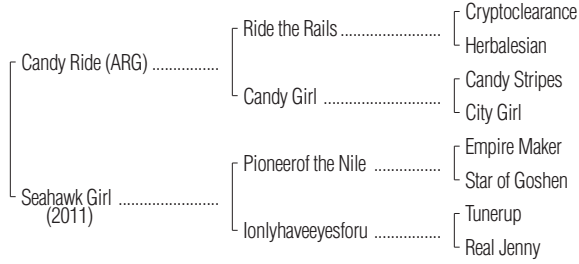 Cryptoclearance
Ride the Rails
Herbalesian
Candy Ride (ARG)
Candy Stripes
Candy Girl
City Girl
Empire Maker
Pioneerof the Nile
Star of Goshen
Seahawk Girl
(2011)
Tunerup
Ionlyhaveeyesforu
Real Jenny